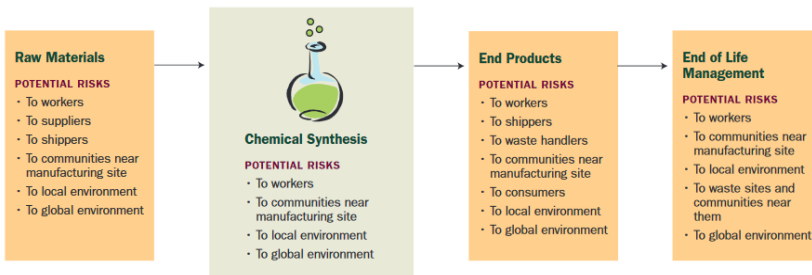 Raw Materials
POTENTIAL RISKS
· To workers
· To suppliers
· To shippers
· To communities near
manufacturing site
· To local environment
· To global environment
Chemical Synthesis
POTENTIAL RISKS
· To workers
· To communities near
manufacturing site
· To local environment
· To global environment
End Products
POTENTIAL RISKS
· To workers
· To shippers
· To waste handlers
· To communities near
manufacturing site
· To consumers
· To local environment
· To global environment
End of Life
Management
POTENTIAL RISKS
· To workers
· To communities near
manufacturing site
· To local environment
· To waste sites and
communities near
them
· To global environment